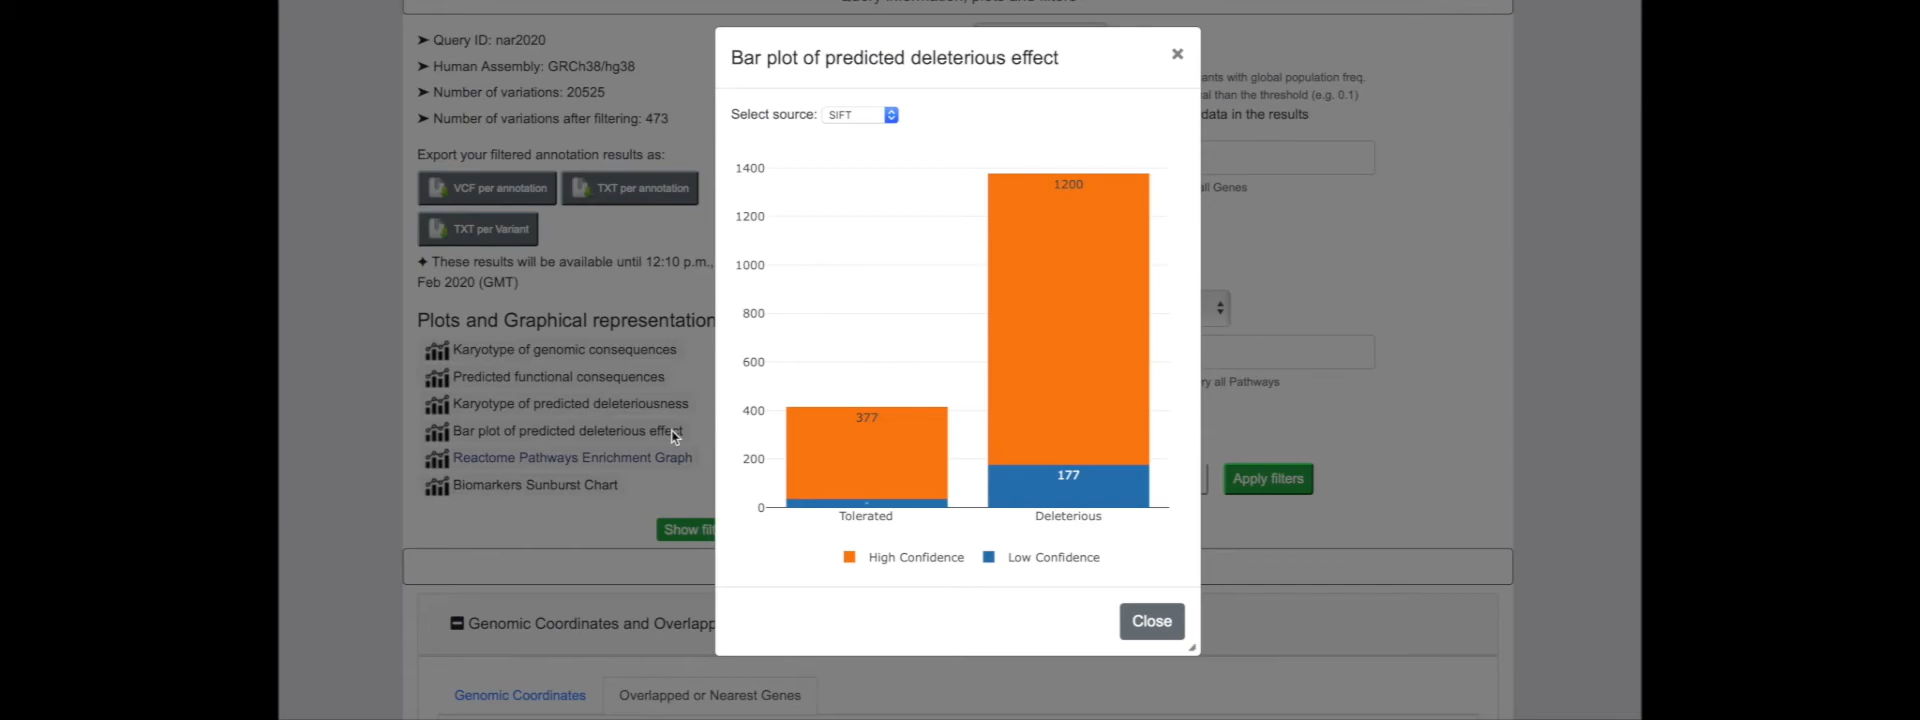 ➤ Query ID: nar2020
➤ Human Assembly: GRCh38/hg38
➤ Number of variations: 20525
➤ Number of variations after filtering: 473
Export your filtered annotation results as:
VCF per annotation
TXT per annotation
TXT per Variant
✦ These results will be available until 12:10 p.m.,
Feb 2020 (GMT)
Plots and Graphical representation
Karyotype of genomic consequences
Predicted functional consequences
Karyotype of predicted deleteriousness
Bar plot of predicted deleterious effect
Reactome Pathways Enrichment Graph
Biomarkers Sunburst Chart
Show
Bar plot of predicted deleterious effect
×
Select source: SIFT
1400
1200
1000
800
600
400
200
0
377
1200
177
Tolerated
Deleterious
High Confidence
Low Confidence
Close
with global population freq.
than the threshold (e.g. 0.1)
data in the results
Genes
all Pathways
Apply filters
Genomic Coordinates and
Genomic Coordinates
Overlapped or Nearest Genes